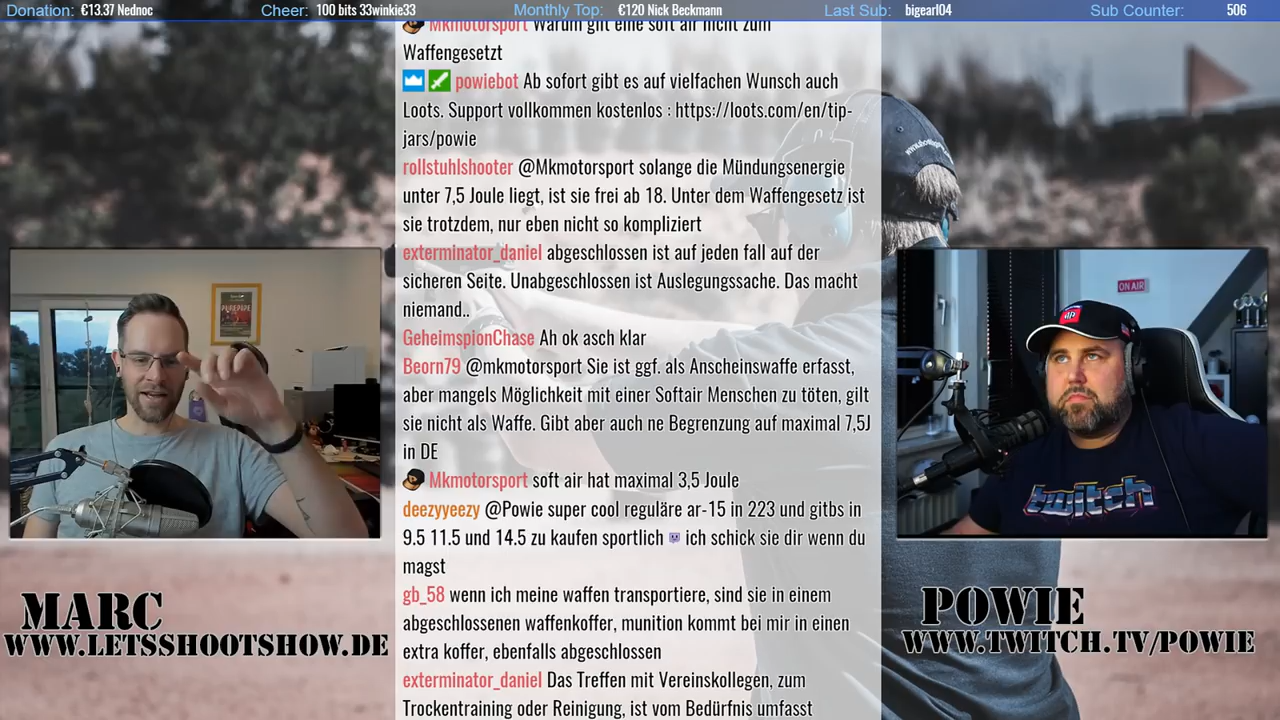 Donation: €13.37 Nednoc Cheer: 100 bits 33winkie33 Monthly Top: €120 Nick Beckmann Last Sub: bigearl04 Sub Counter: 506
Mkmotorsport Warum gilt eine soft air nicht zum
Waffengesetzt
powiebot Ab sofort gibt es auf vielfachen Wunsch auch
Loots. Support vollkommen kostenlos : https://loots.com/en/tip-
jars/powie
rollstuhlshooter @Mkmotorsport solange die Mündungsenergie
unter 7,5 Joule liegt, ist sie frei ab 18. Unter dem Waffengesetz ist
sie trotzdem, nur eben nicht so kompliziert
exterminator_daniel abgeschlossen ist auf jeden fall auf der
sicheren Seite. Unabgeschlossen ist Auslegungssache. Das macht
niemand..
GeheimspionChase Ah ok asch klar
Beorn79 @mkmotorsport Sie ist ggf. als Anscheinswaffe erfasst,
aber mangels Möglichkeit mit einer Softair Menschen zu töten, gilt
sie nicht als Waffe. Gibt aber auch ne Begrenzung auf maximal 7,5J
in DE
Mkmotorsport soft air hat maximal 3,5 Joule
deezyyeezy @Powie super cool reguläre ar-15 in 223 und gitbs in
9.5 11.5 und 14.5 zu kaufen sportlich ich schick sie dir wenn du
magst
gb_58 wenn ich meine waffen transportiere, sind sie in einem
abgeschlossenen waffenkoffer, munition kommt bei mir in einen
extra koffer, ebenfalls abgeschlossen
exterminator_daniel Das Treffen mit Vereinskollegen, zum
Trockentraining oder Reinigung, ist vom Bedürfnis umfasst
ON AIR
twitch
MARC
WWW.LETSSHOOTSHOW.DE
POWIE
WWW.TWITCH.TV/POWIE